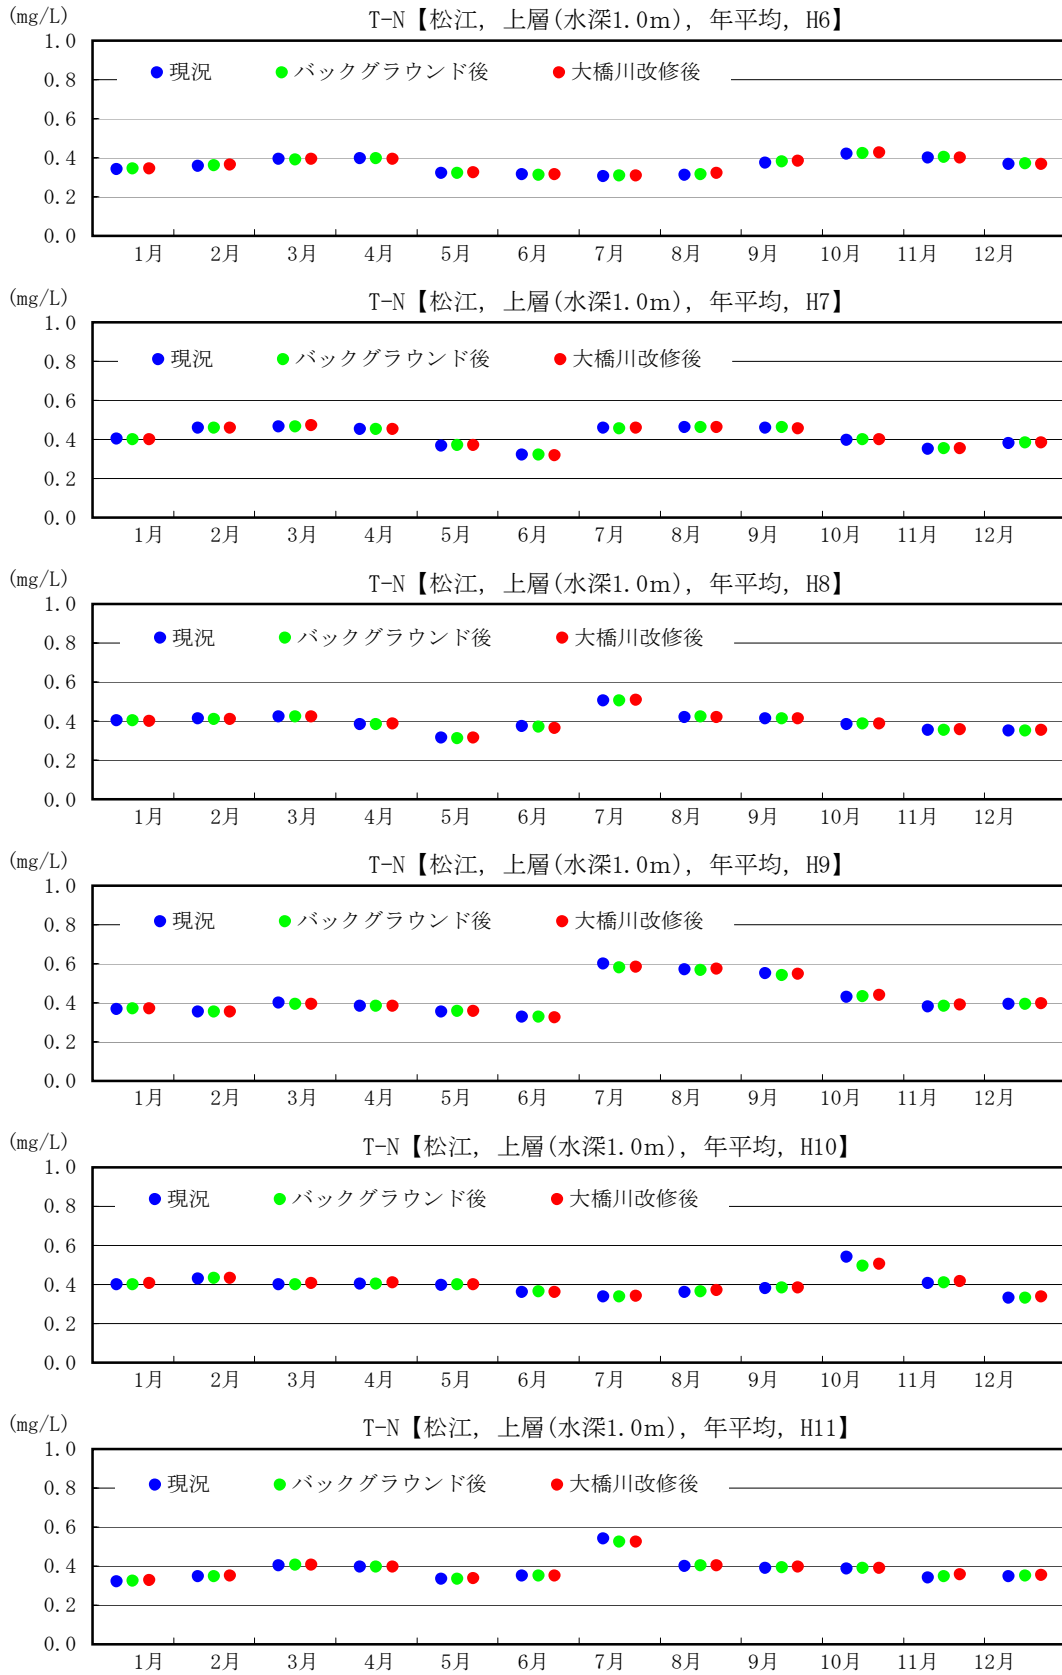 (mg/L) T-N【松江, 上層(水深1.0m), 年平均, H6】
1.0
0.8 現況 バックグラウンド後 大橋川改修後
0.6
0.4
0.2
0.0
1月 2月 3月 4月 5月 6月 7月 8月 9月 10月 11月 12月
(mg/L) T-N【松江, 上層(水深1.0m), 年平均, H7】
1.0
0.8 現況 バックグラウンド後 大橋川改修後
0.6
0.4
0.2
0.0
1月 2月 3月 4月 5月 6月 7月 8月 9月 10月 11月 12月
(mg/L) T-N【松江, 上層(水深1.0m), 年平均, H8】
1.0
0.8 現況 バックグラウンド後 大橋川改修後
0.6
0.4
0.2
0.0
1月 2月 3月 4月 5月 6月 7月 8月 9月 10月 11月 12月
(mg/L) T-N【松江, 上層(水深1.0m), 年平均, H9】
1.0
0.8 現況 バックグラウンド後 大橋川改修後
0.6
0.4
0.2
0.0
1月 2月 3月 4月 5月 6月 7月 8月 9月 10月 11月 12月
(mg/L) T-N【松江, 上層(水深1.0m), 年平均, H10】
1.0
0.8 現況 バックグラウンド後 大橋川改修後
0.6
0.4
0.2
0.0
1月 2月 3月 4月 5月 6月 7月 8月 9月 10月 11月 12月
(mg/L) T-N【松江, 上層(水深1.0m), 年平均, H11】
1.0
0.8 現況 バックグラウンド後 大橋川改修後
0.6
0.4
0.2
0.0
1月 2月 3月 4月 5月 6月 7月 8月 9月 10月 11月 12月